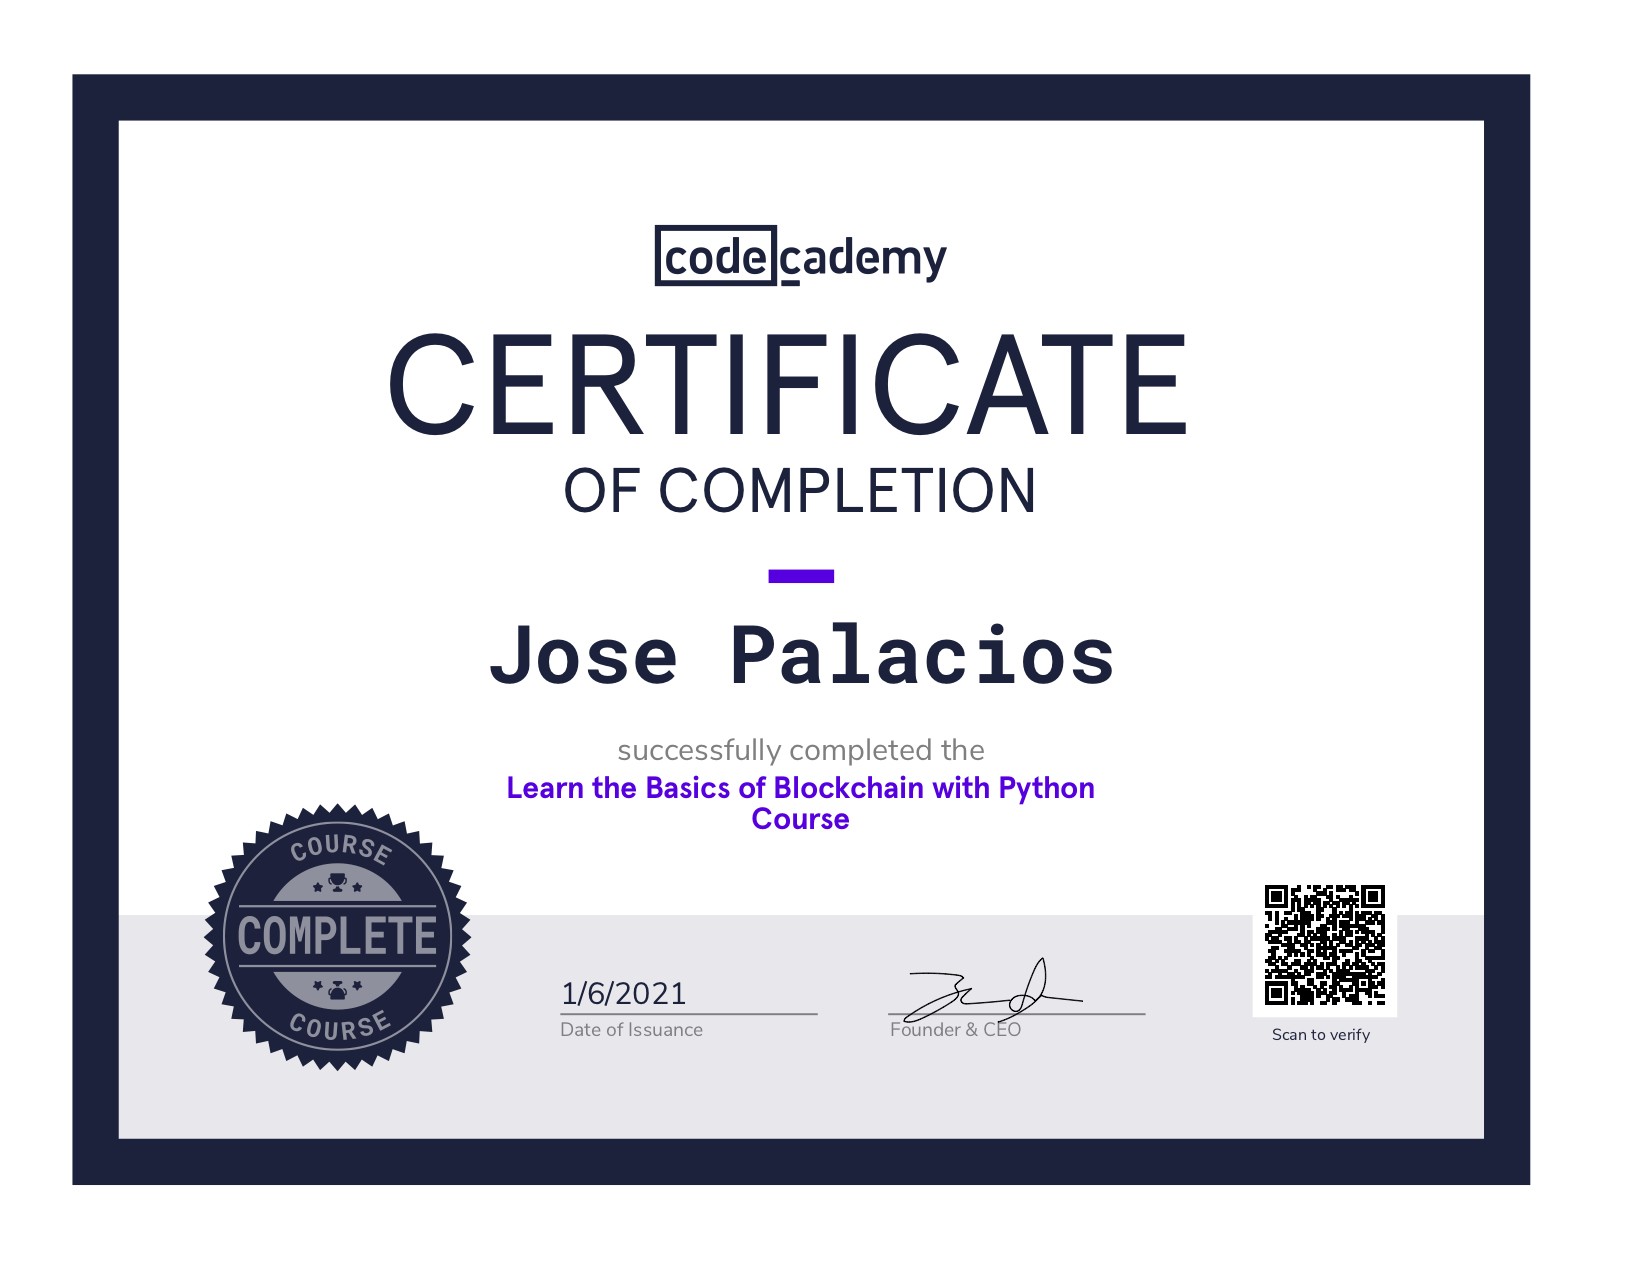 codecademy
CERTIFICATE
OF COMPLETION
Jose Palacios
successfully completed the
Learn the Basics of Blockchain with Python
Course
COURSE
COMPLETE
COURSE
1/6/2021
Date of Issuance
Founder & CEO
Scan to verify